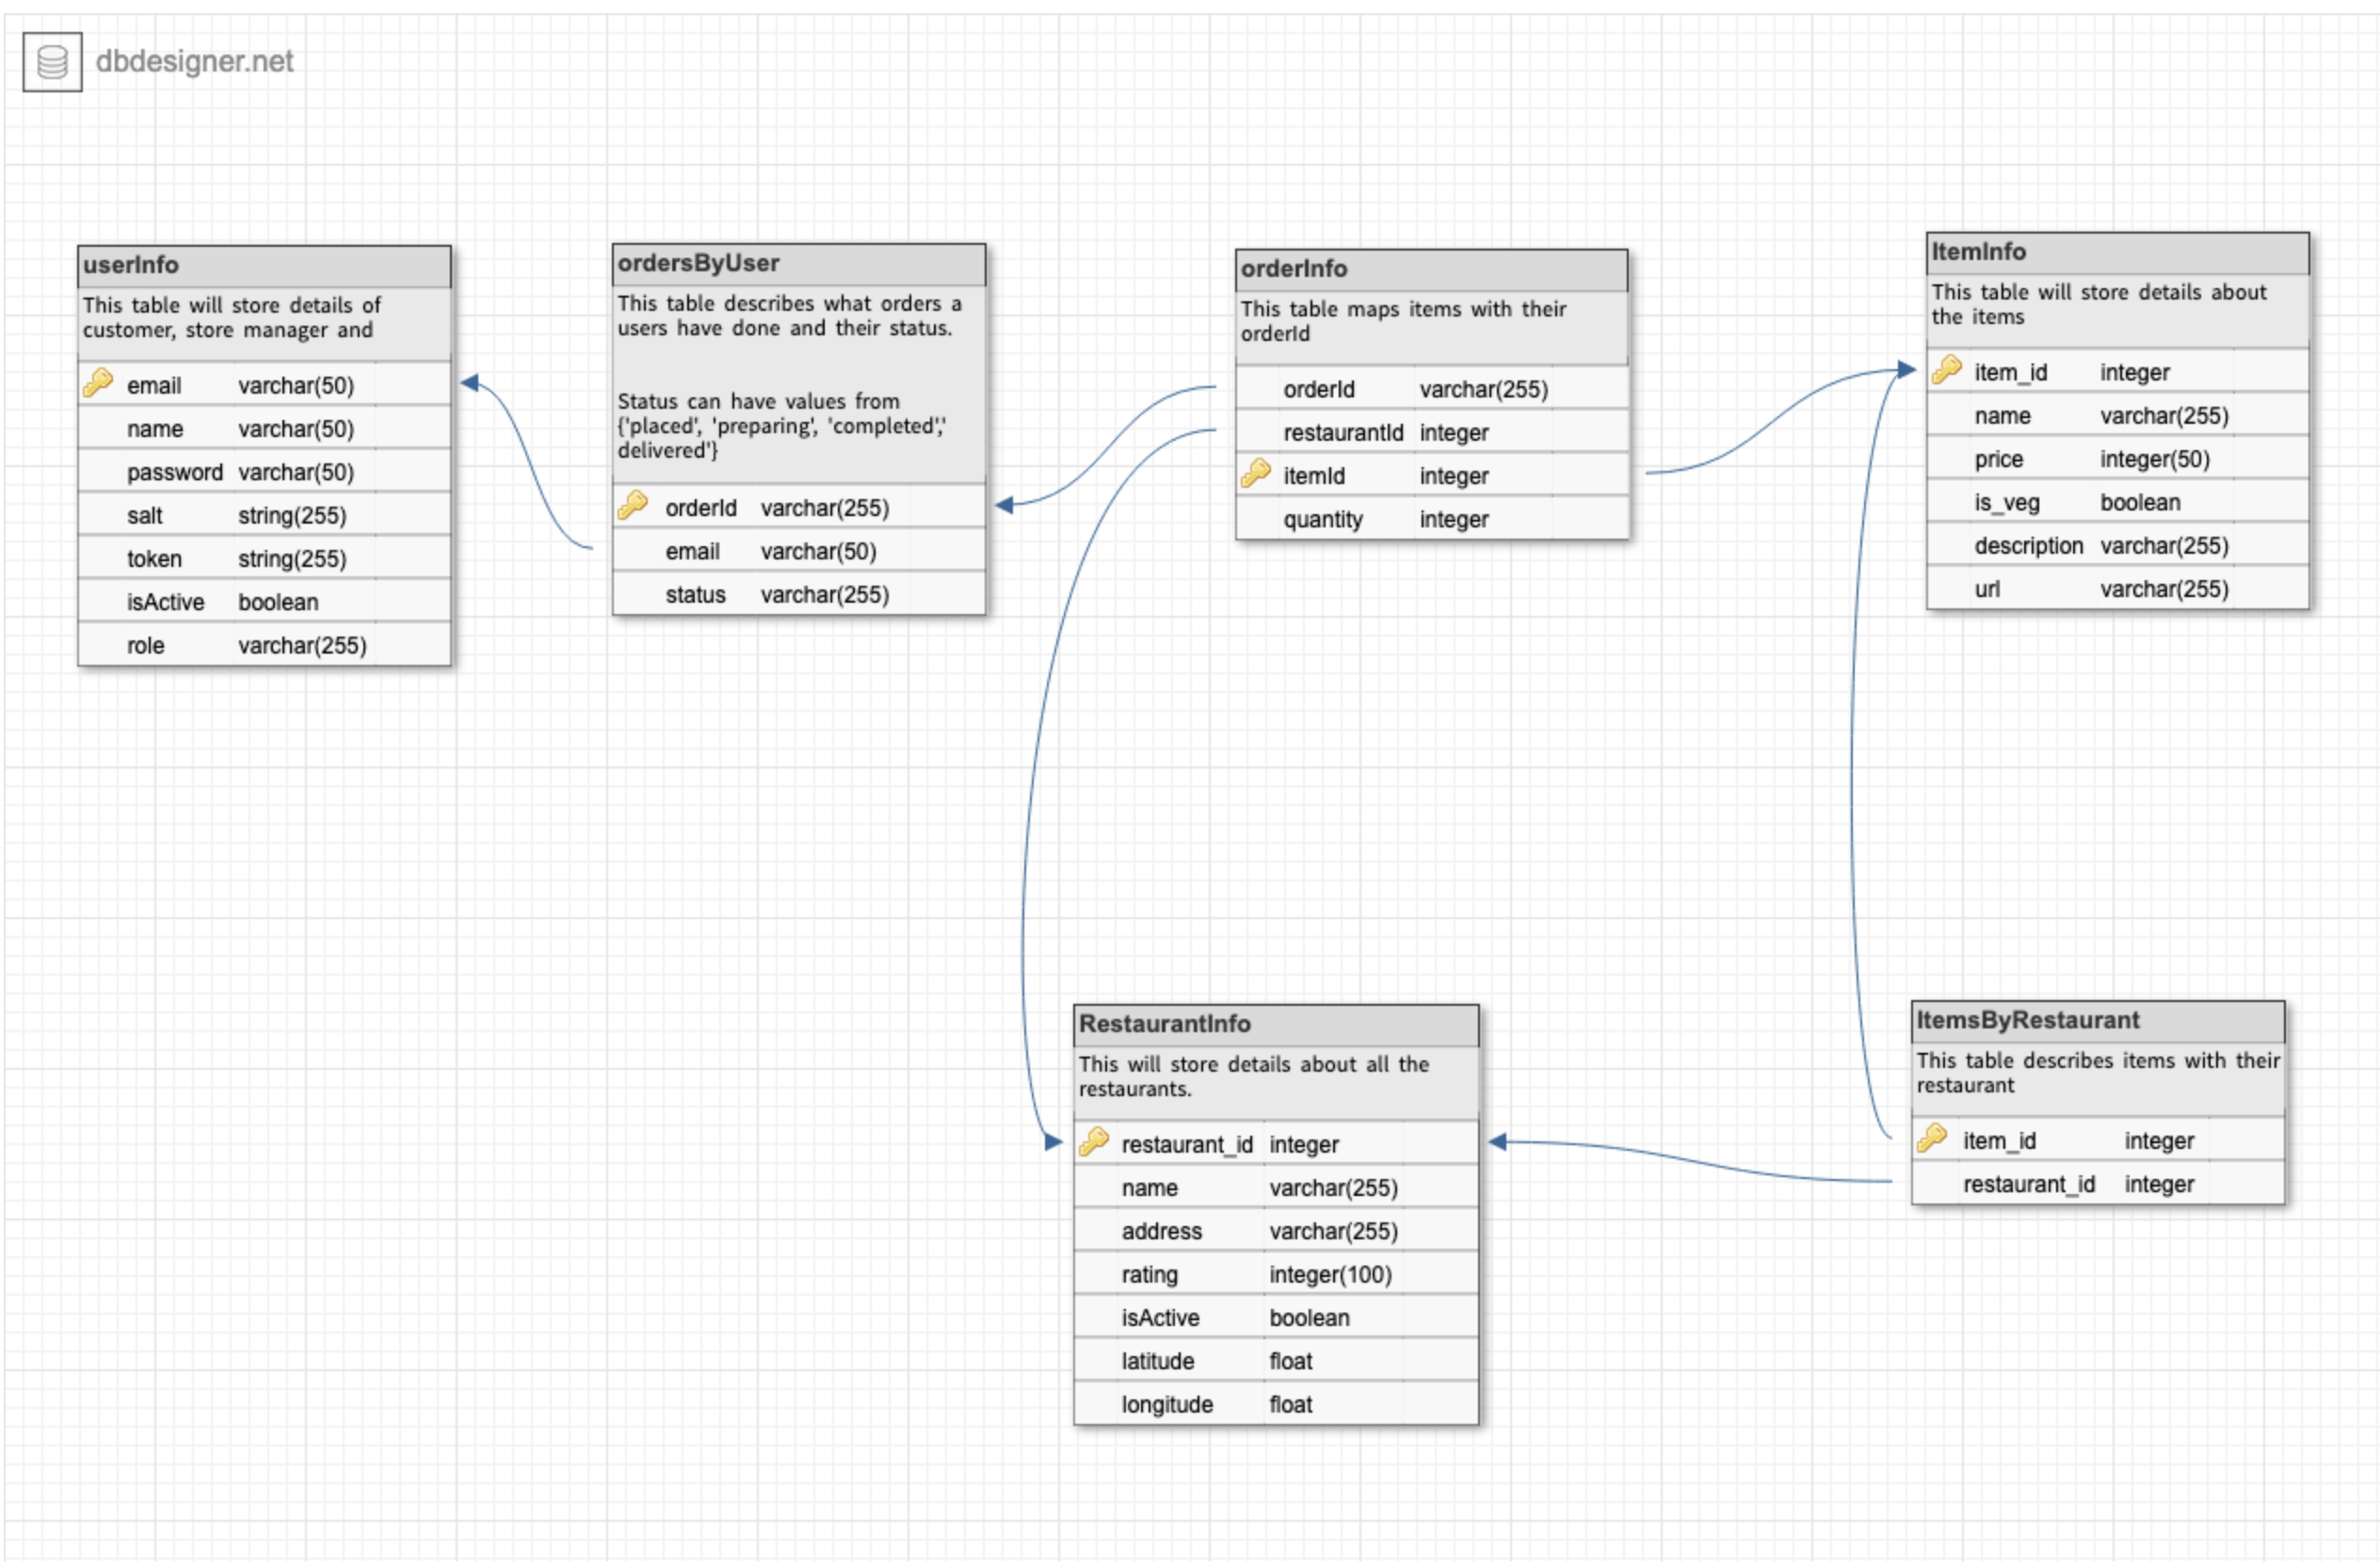 dbdesigner.net
userInfo
This table will store details of
customer, store manager and
email varchar(50)
name varchar(50)
password varchar(50)
salt string(255)
token string(255)
isActive boolean
role varchar(255)
ordersByUser
This table describes what orders a
users have done and their status.
Status can have values from
{'placed', 'preparing', 'completed',' 
delivered'}
orderId varchar(255)
email varchar(50)
status varchar(255)
orderInfo
This table maps items with their
orderId
orderId varchar(255)
restaurantId integer
itemId integer
quantity integer
ItemInfo
This table will store details about
the items
item_id integer
name varchar(255)
price integer(50)
is_veg boolean
description varchar(255)
url varchar(255)
RestaurantInfo
This will store details about all the
restaurants.
restaurant_id integer
name varchar(255)
address varchar(255)
rating integer(100)
isActive boolean
latitude float
longitude float
ItemsByRestaurant
This table describes items with their
restaurant
item_id integer
restaurant_id integer